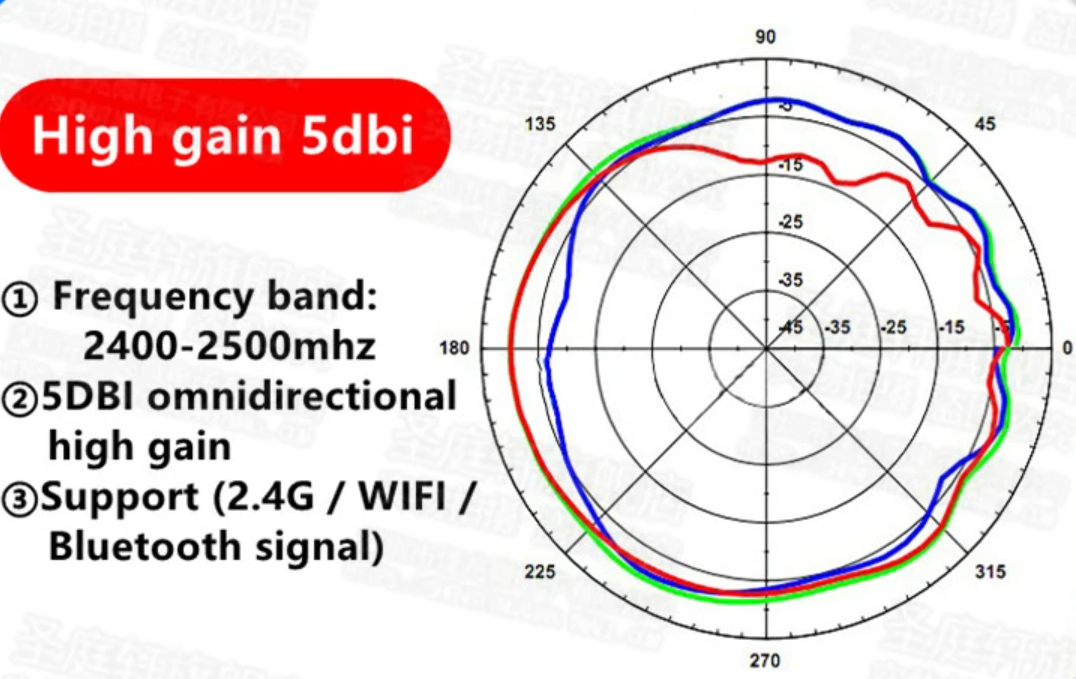 High gain 5dbi
① Frequency band:
2400-2500mhz
②5DBI omnidirectional
high gain
③Support (2.4G / WIFI /
Bluetooth signal)
90
135
45
-5
-15
-25
-35
-45 -35 -25 -15 -5
180
0
225
315
270